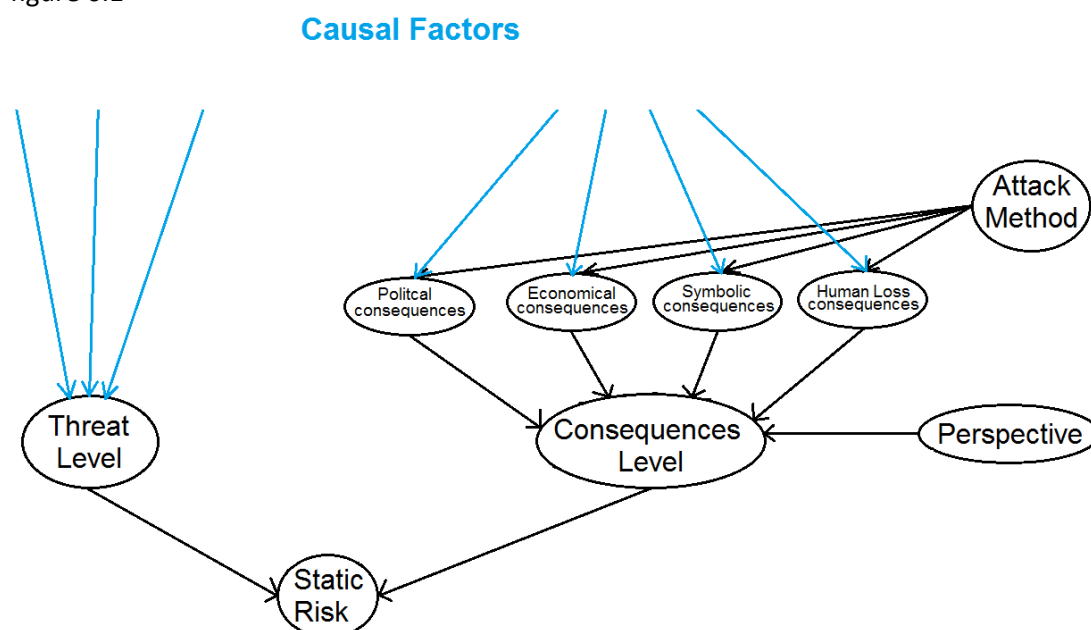 Causal Factors
Attack
Method
Politcal
consequences
Economical
consequences
Symbolic
consequences
Human Loss
consequences
Threat
Level
Consequences
Level
Perspective
Static
Risk